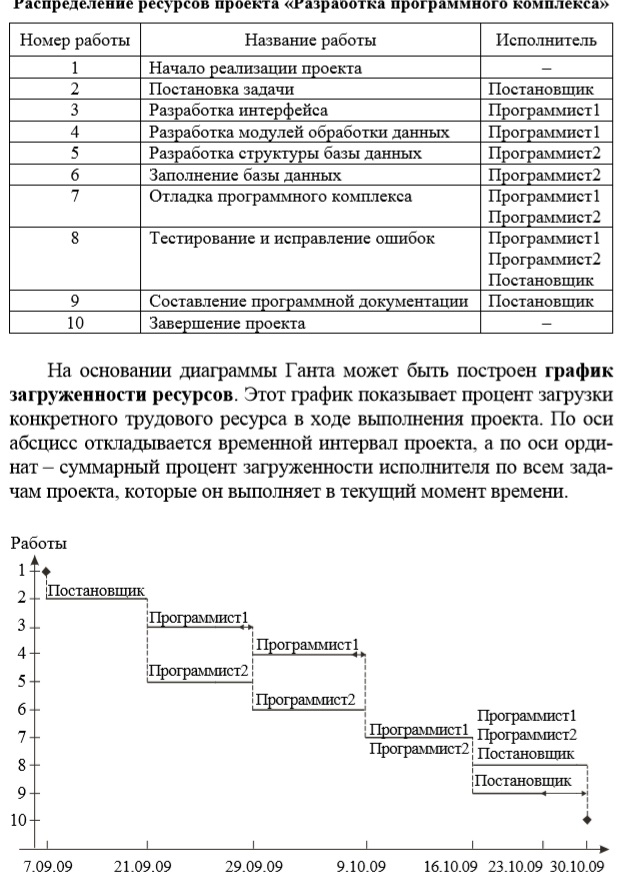 Распределение ресурсов проекта «Разработка программного комплекса»
Номер работы Название работы Исполнитель
1 Начало реализации проекта –
2 Постановка задачи Постановщик
3 Разработка интерфейса Программист1
4 Разработка модулей обработки данных Программист1
5 Разработка структуры базы данных Программист2
6 Заполнение базы данных Программист2
7 Отладка программного комплекса Программист1
Программист2
8 Тестирование и исправление ошибок Программист1
Программист2
Постановщик
9 Составление программной документации Постановщик
10 Завершение проекта –
На основании диаграммы Ганта может быть построен график
загруженности ресурсов. Этот график показывает процент загрузки
конкретного трудового ресурса в ходе выполнения проекта. По оси
абсцисс откладывается временной интервал проекта, а по оси орди-
нат – суммарный процент загруженности исполнителя по всем зада-
чам проекта, которые он выполняет в текущий момент времени.
Работы
1
2 Постановщик
3 Программист1
4 Программист1
5 Программист2
6 Программист2
Программист1
7 Программист1 Программист2
Программист2 Постановщик
8
9 Постановщик
10
7.09.09 21.09.09 29.09.09 9.10.09 16.10.09 23.10.09 30.10.09